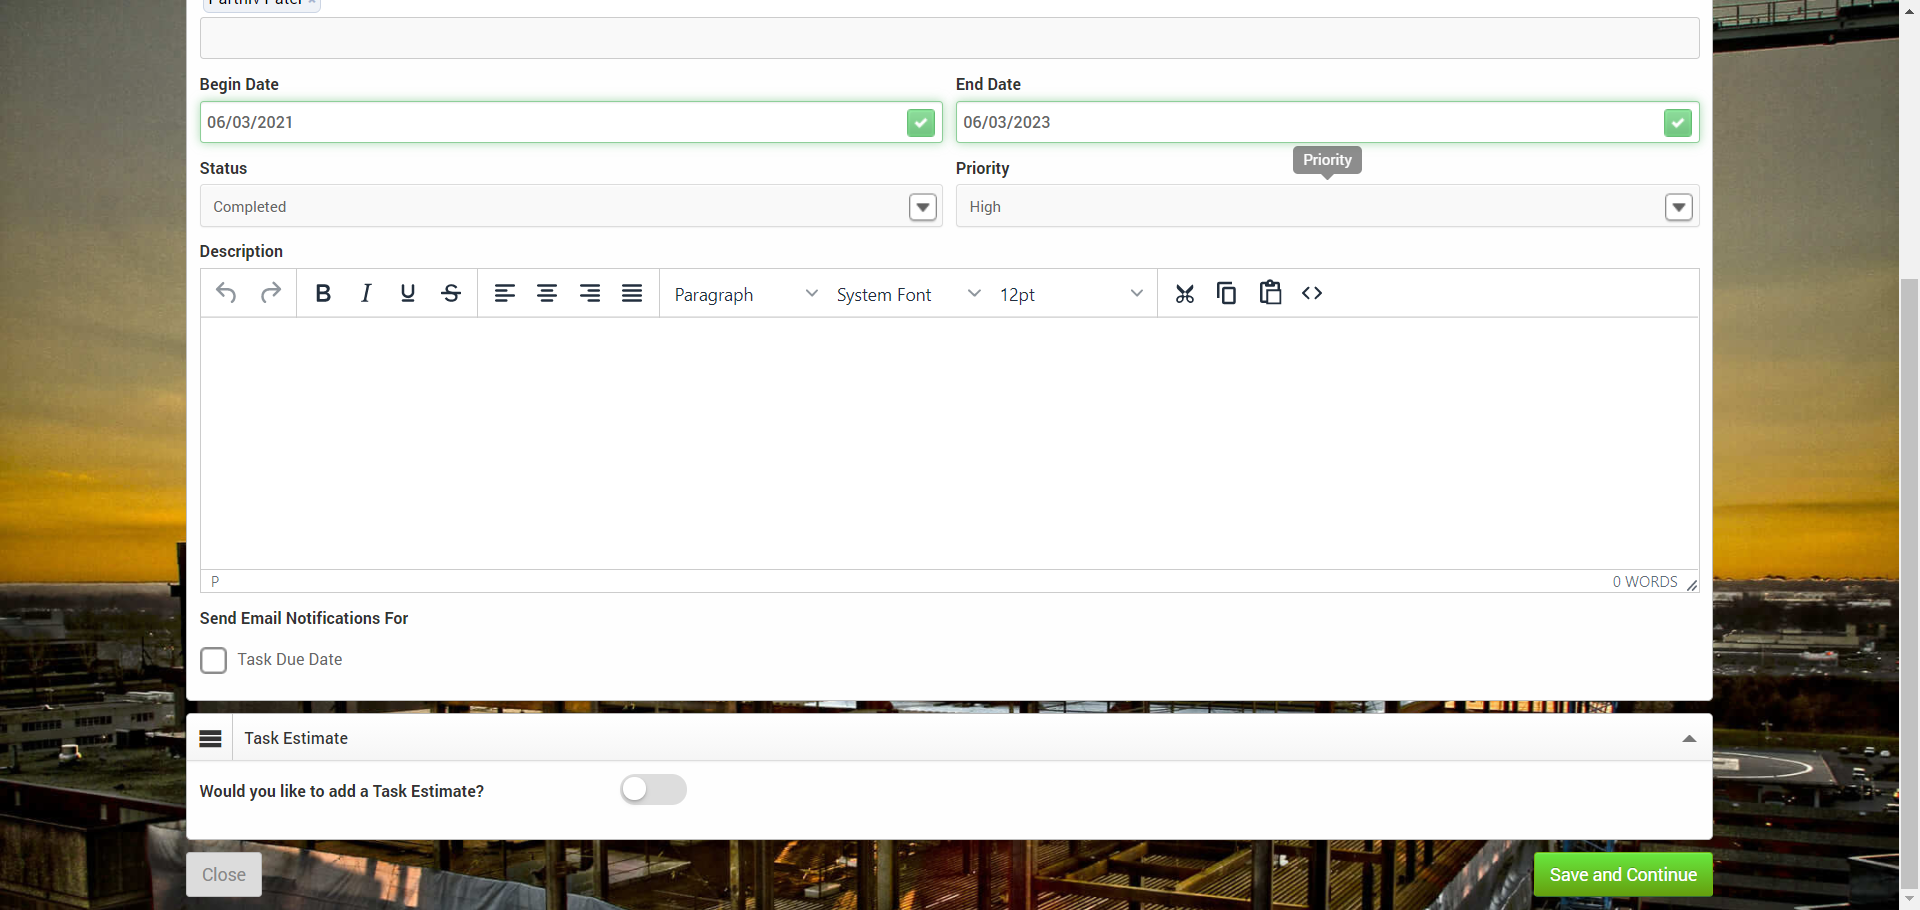 Begin Date
End Date
06/03/2021
06/03/2023
Priority
Status
Priority
Completed
High
Description
Paragraph
System Font
12pt
P
0 WORDS
Send Email Notifications For
Task Due Date
Task Estimate
Would you like to add a Task Estimate?
Close
Save and Continue